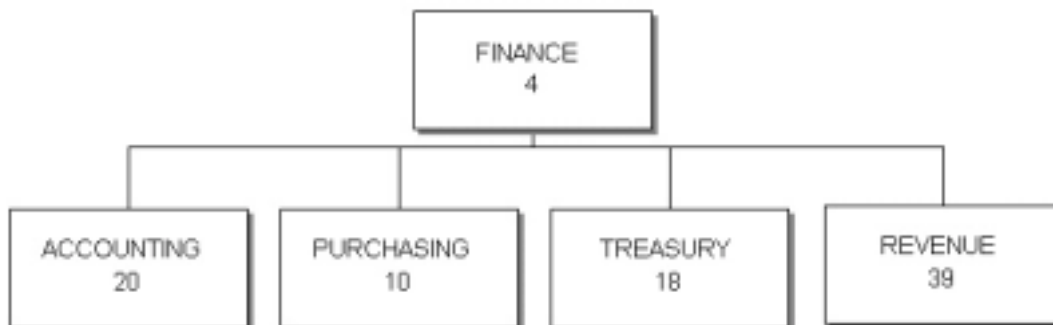 FINANCE
4
ACCOUNTING
20
PURCHASING
10
TREASURY
18
REVENUE
39